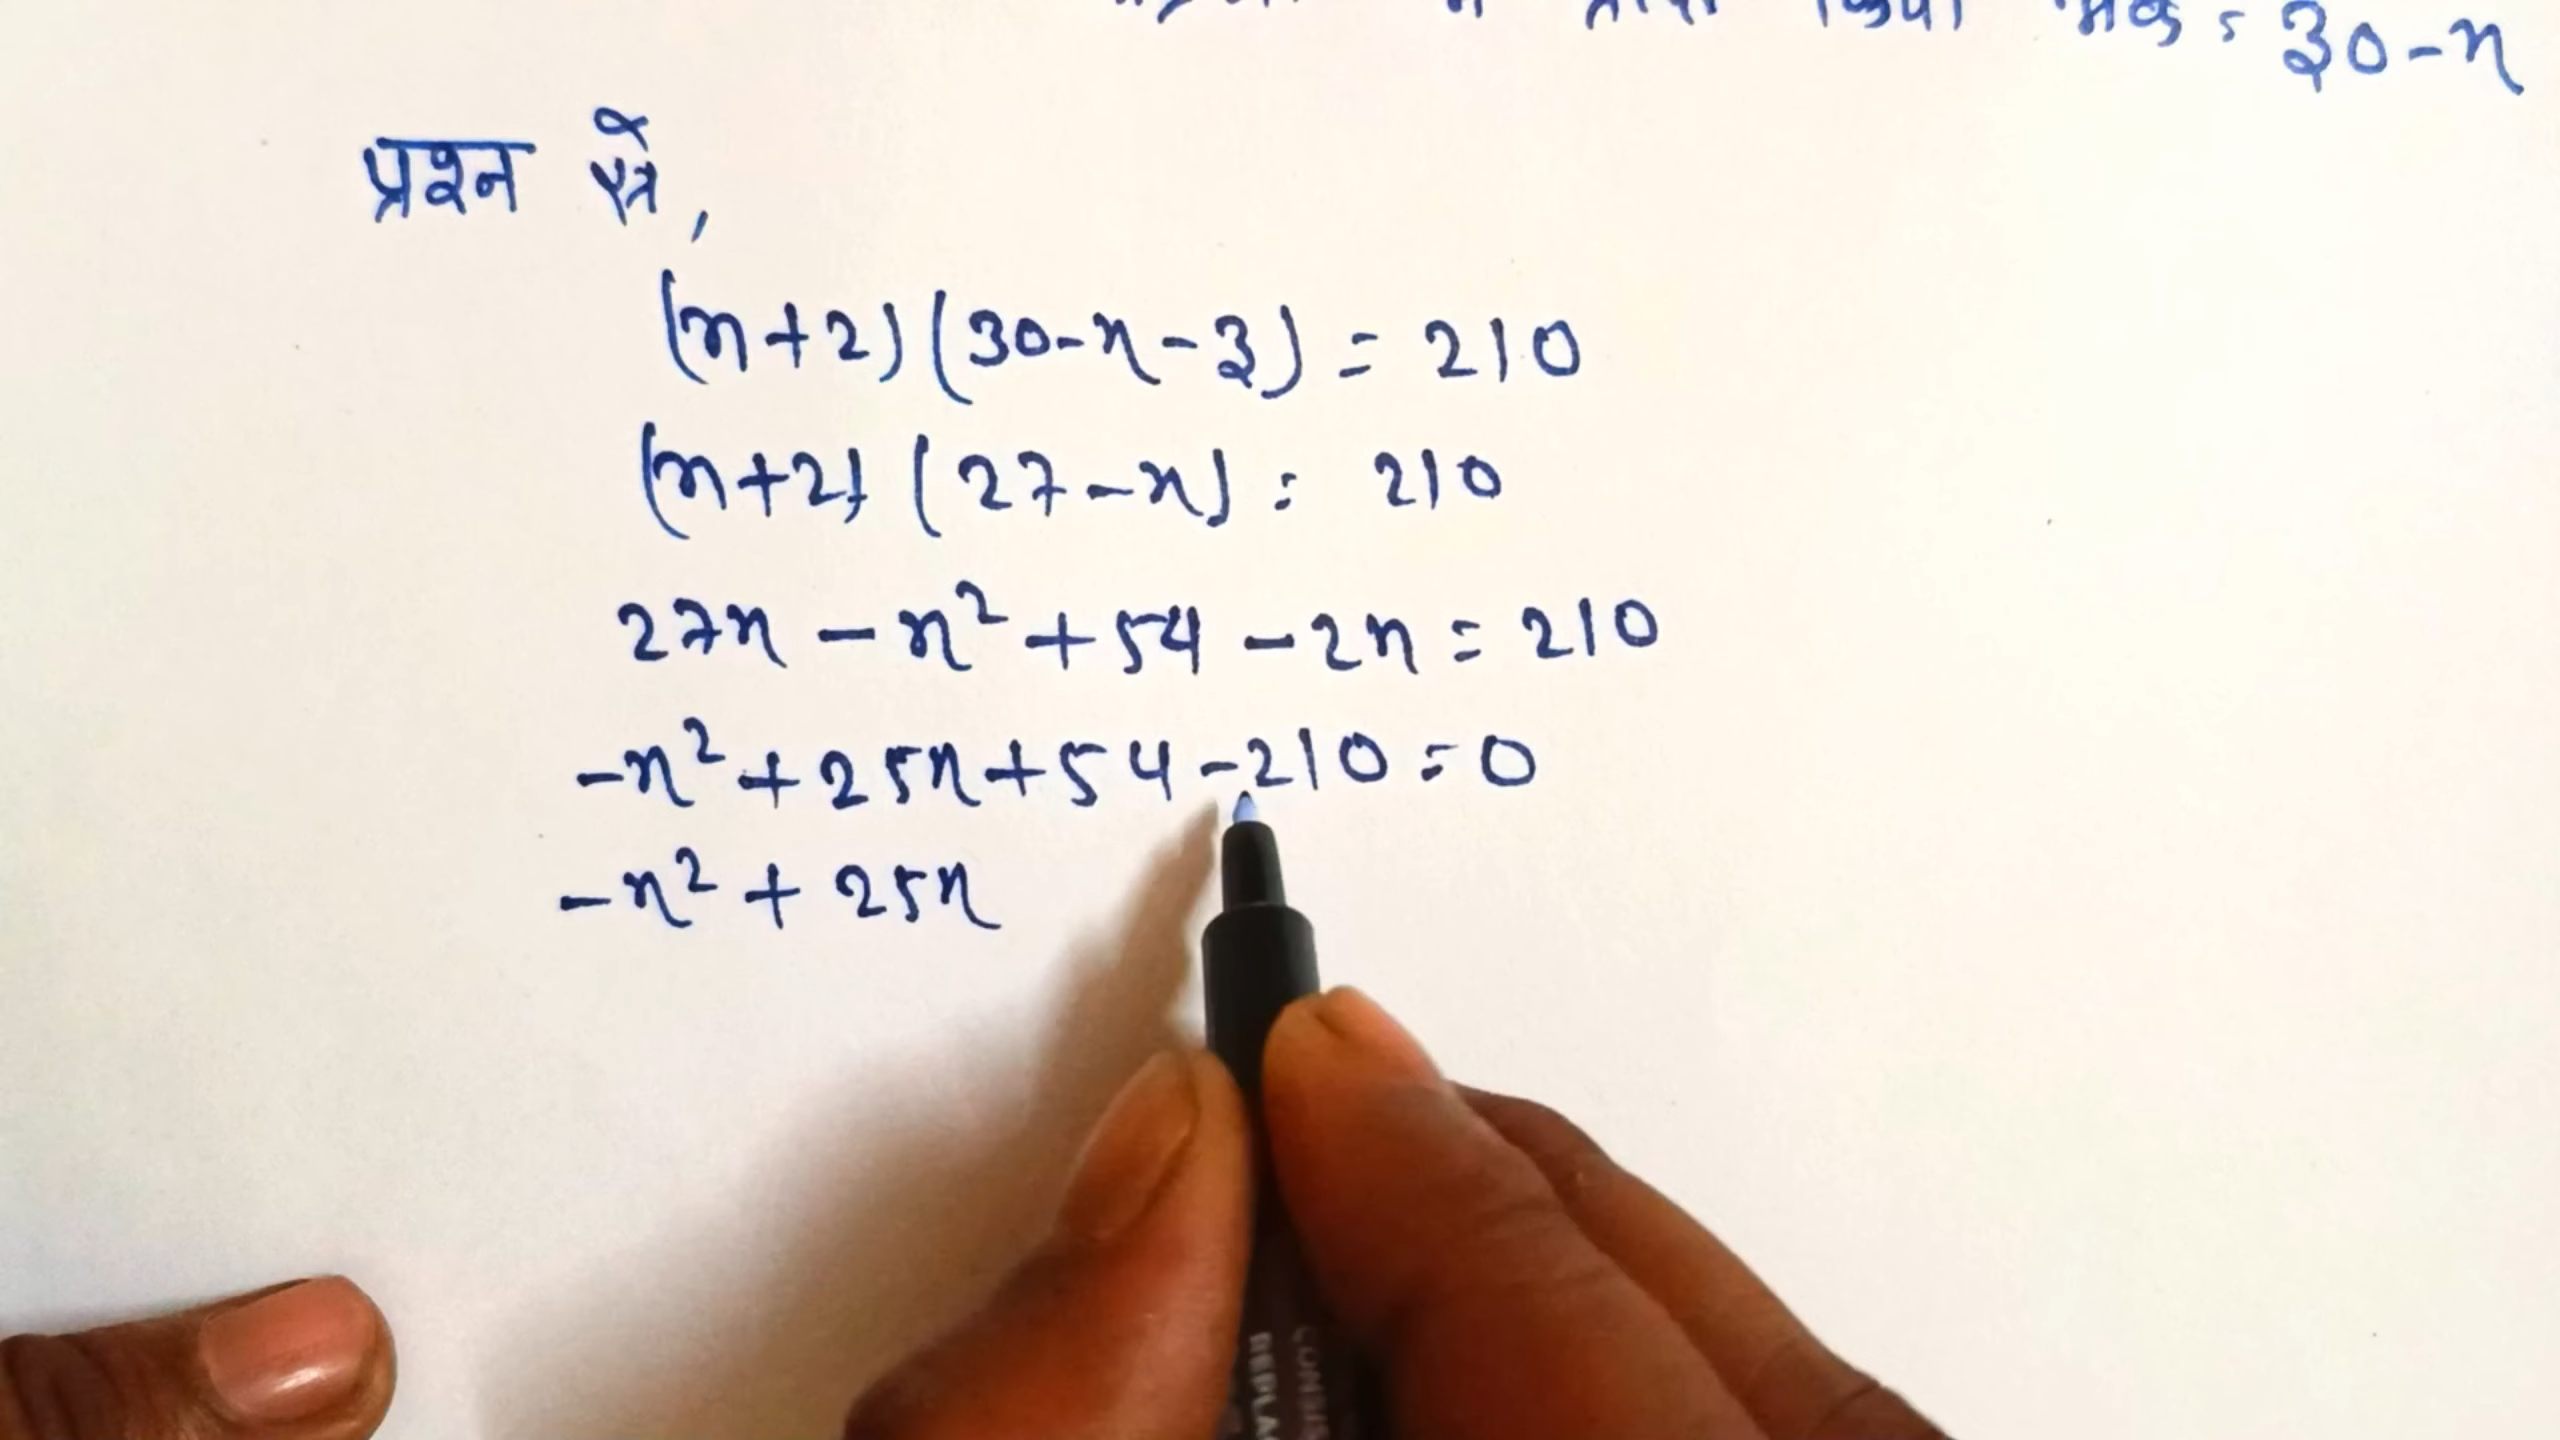 में प्राप्त किया अंक = 30-x
प्रश्न से,
(x+2)(30-x-3) = 210
(x+2) (27-x) = 210
27x - x² + 54 - 2x = 210
-x² + 25x + 54 - 210 = 0
-x² + 25x